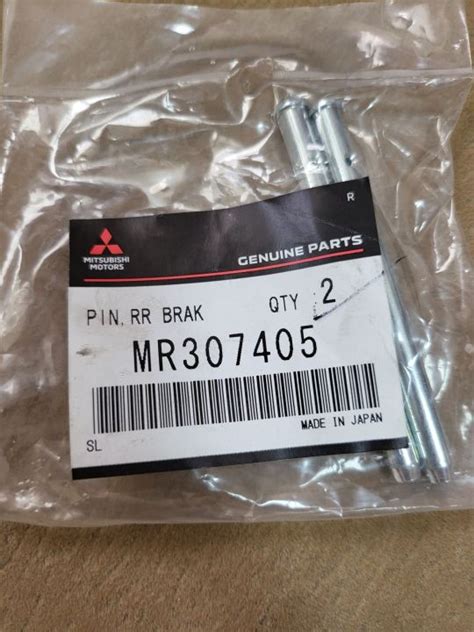 R
MITSUBISHI
MOTORS
GENUINE PARTS
PIN, RR BRAK QTY 2
MR307405
MADE IN JAPAN
SL